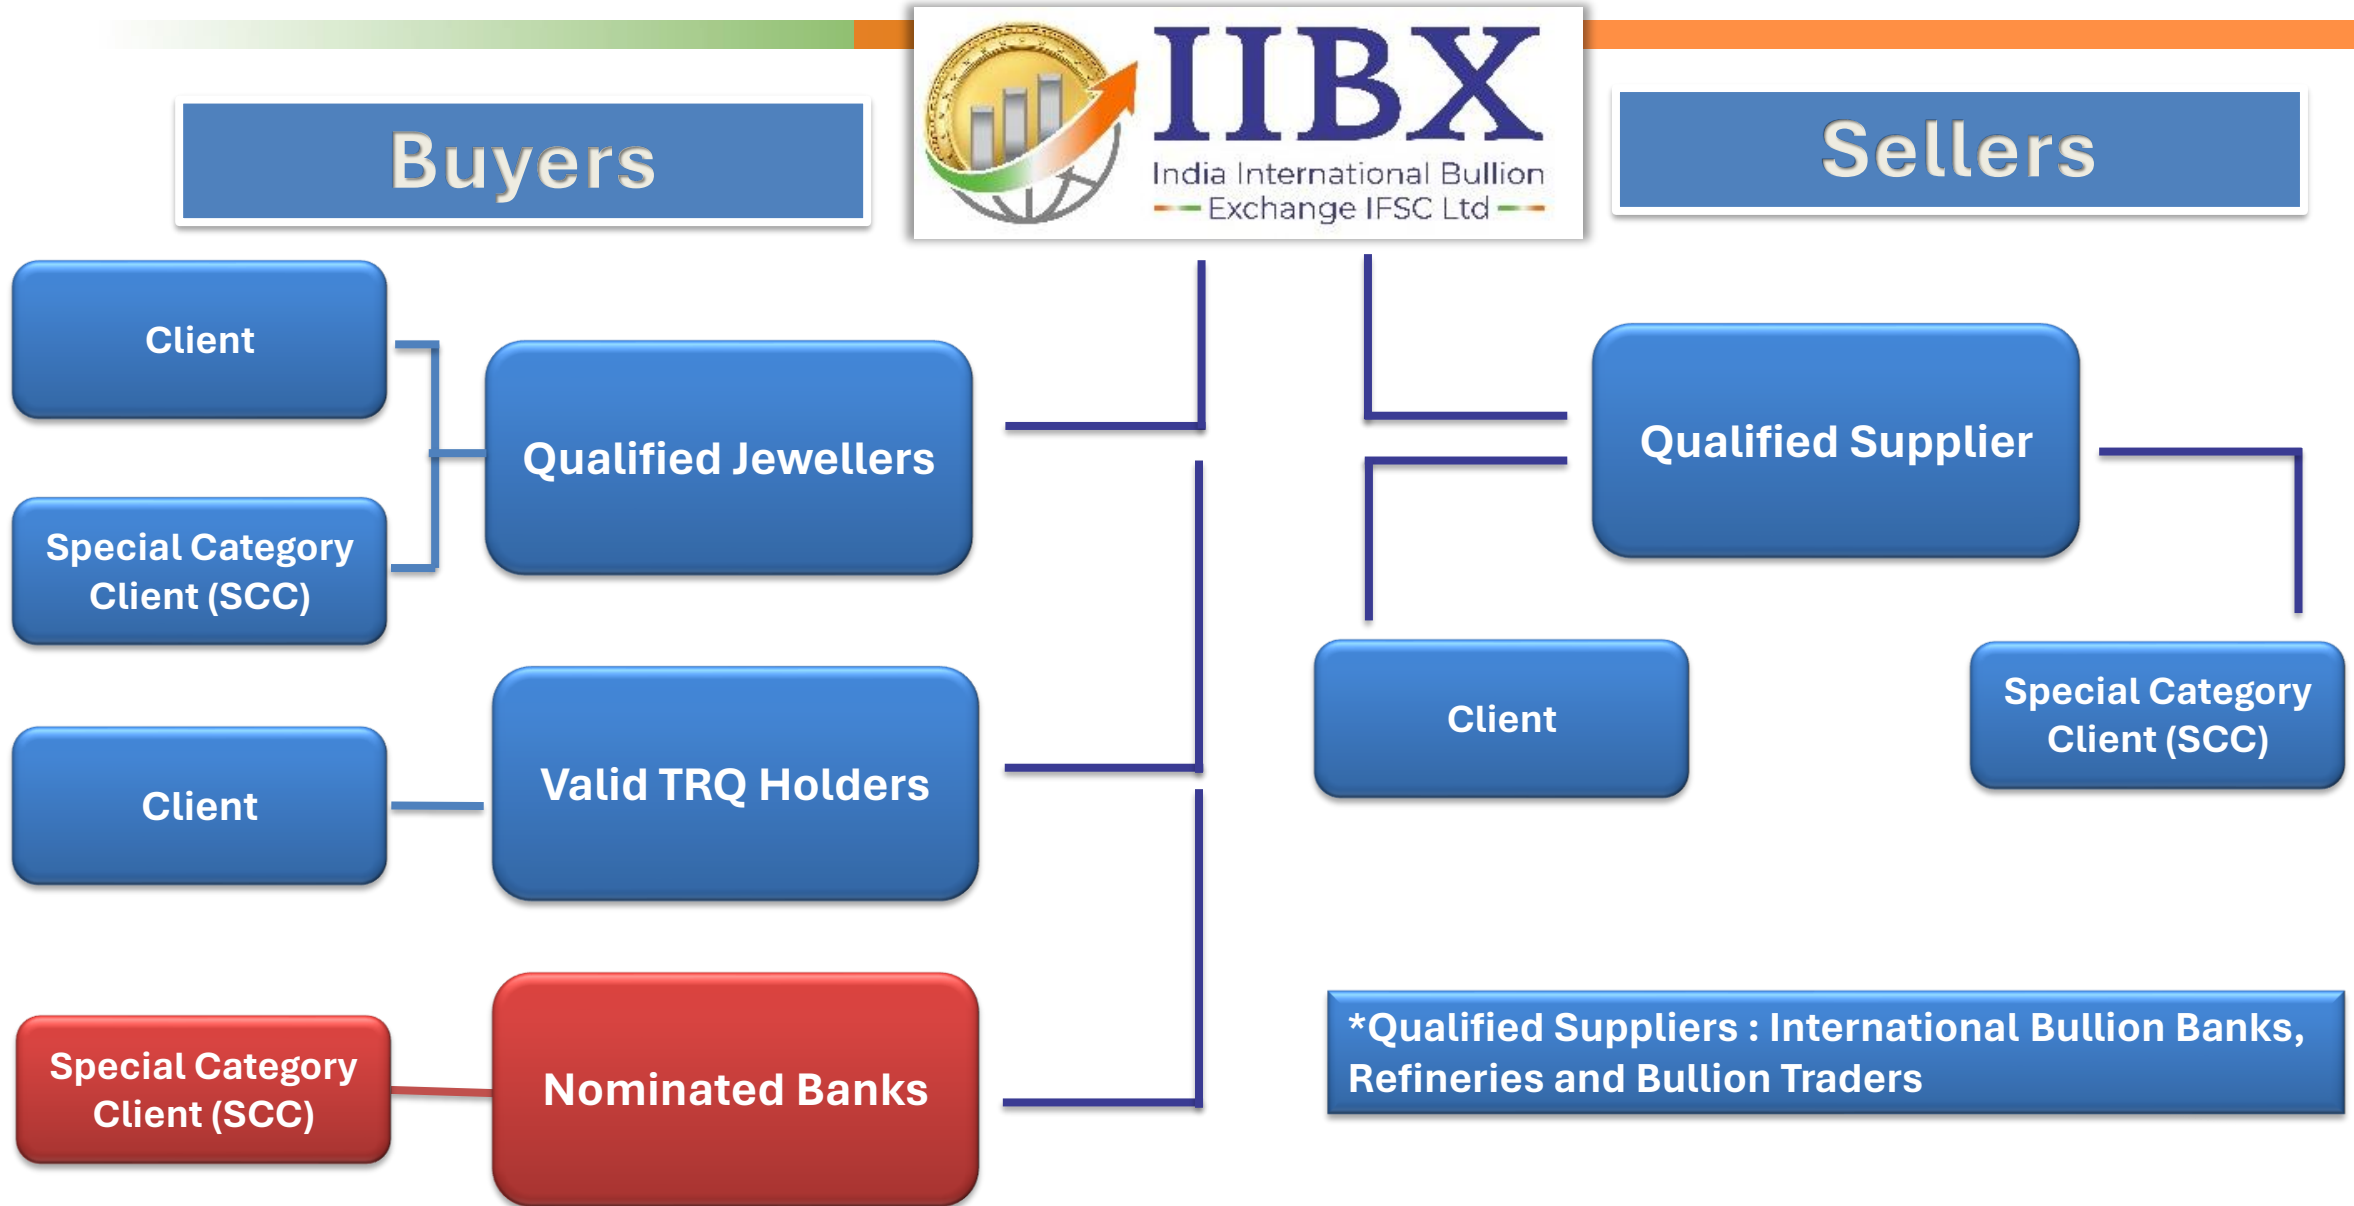 IIBX
India International Bullion
Exchange IFSC Ltd
Buyers
Sellers
Client
Special Category
Client (SCC)
Qualified Jewellers
Client
Valid TRQ Holders
Special Category
Client (SCC)
Nominated Banks
Qualified Supplier
Client
Special Category
Client (SCC)
*Qualified Suppliers : International Bullion Banks,
Refineries and Bullion Traders